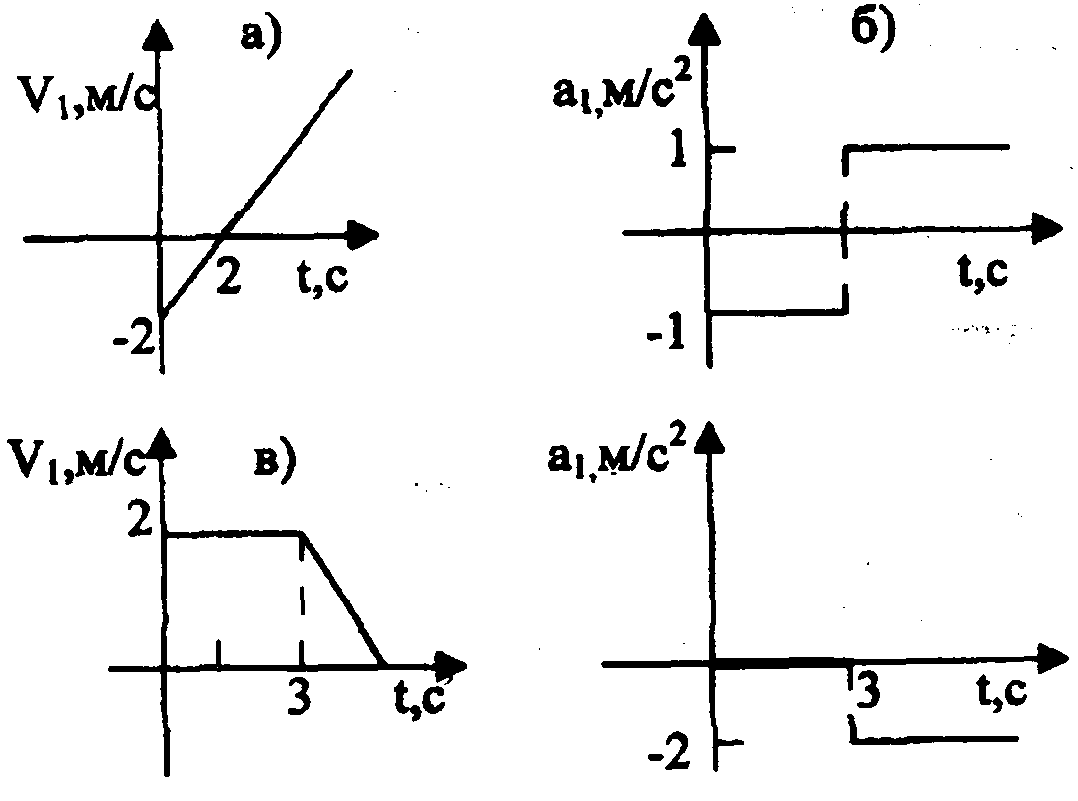 а)
V₁,м/с
2
t,с
-2
б)
a₁,м/с²
1
t,с
-1
в)
V₁,м/с
2
3
t,с
a₁,м/с²
3
t,с
-2